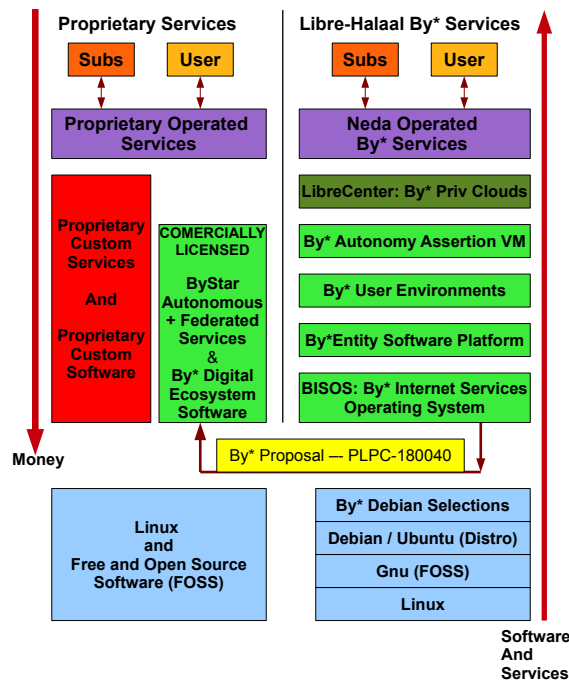 Proprietary Services
Libre-Halaal By* Services
Subs
User
Subs
User
Proprietary Operated
Services
Neda Operated
By* Services
Proprietary
Custom
Services
And
Proprietary
Custom
Software
COMERCIALLY
LICENSED
ByStar
Autonomous
+ Federated
Services
&
By* Digital
Ecosystem
Software
LibreCenter: By* Priv Clouds
By* Autonomy Assertion VM
By* User Environments
By*Entity Software Platform
BISOS: By* Internet Services
Operating System
Money
By* Proposal –- PLPC-180040
Linux
and
Free and Open Source
Software (FOSS)
By* Debian Selections
Debian / Ubuntu (Distro)
Gnu (FOSS)
Linux
Software
And
Services